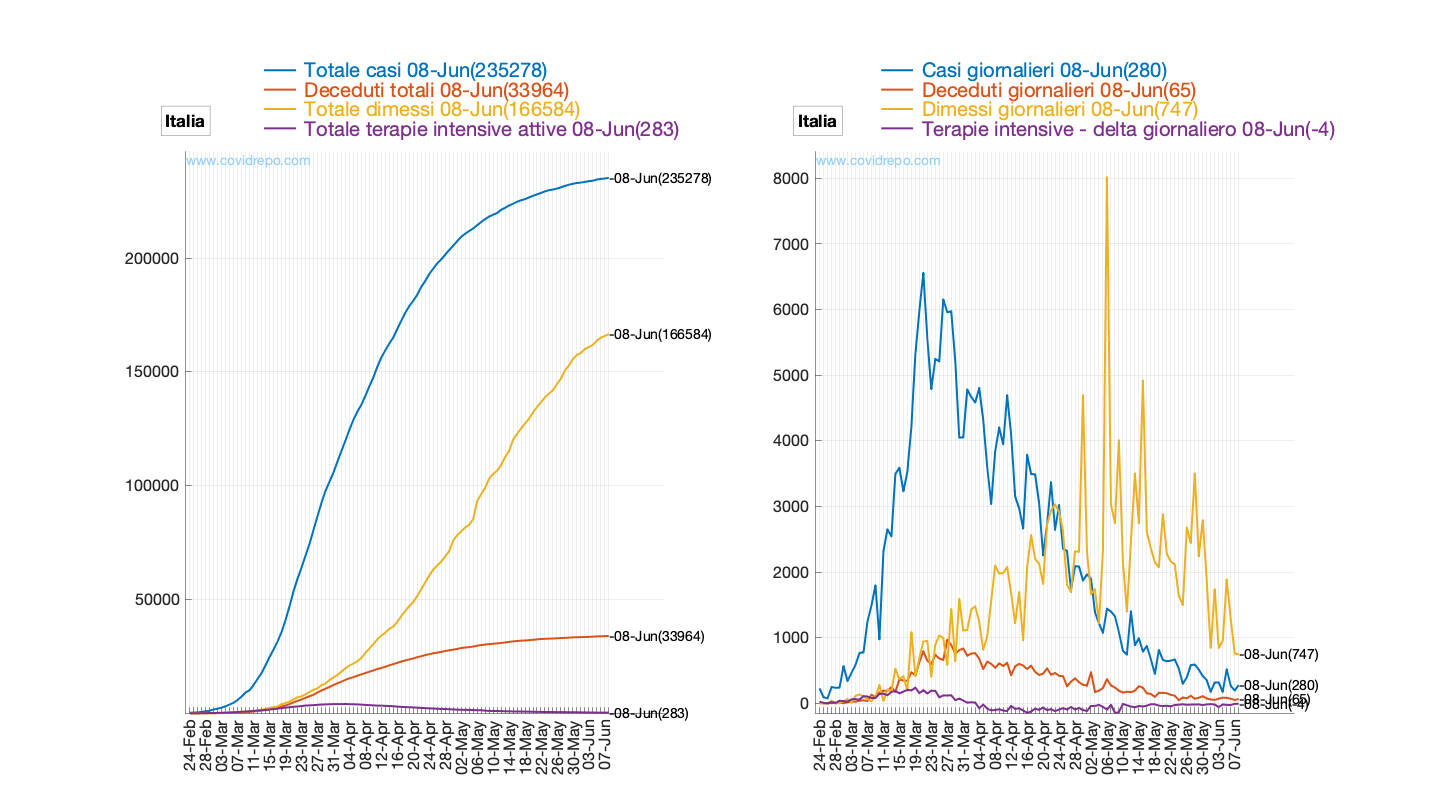 Totale casi 08-Jun(235278)
Deceduti totali 08-Jun(33964)
Totale dimessi 08-Jun(166584)
Totale terapie intensive attive 08-Jun(283)
Italia
www.covidrepo.com
200000
150000
100000
50000
-08-Jun(235278)
-08-Jun(166584)
-08-Jun(33964)
-08-Jun(283)
24-Feb
28-Feb
03-Mar
07-Mar
11-Mar
15-Mar
19-Mar
23-Mar
27-Mar
31-Mar
04-Apr
08-Apr
12-Apr
16-Apr
20-Apr
24-Apr
28-Apr
02-May
06-May
10-May
14-May
18-May
22-May
26-May
30-May
03-Jun
07-Jun
Casi giornalieri 08-Jun(280)
Deceduti giornalieri 08-Jun(65)
Dimessi giornalieri 08-Jun(747)
Terapie intensive - delta giornaliero 08-Jun(-4)
Italia
www.covidrepo.com
8000
7000
6000
5000
4000
3000
2000
1000
0
-08-Jun(747)
-08-Jun(280)
-08-Jun(65)
-08-Jun(-4)
24-Feb
28-Feb
03-Mar
07-Mar
11-Mar
15-Mar
19-Mar
23-Mar
27-Mar
31-Mar
04-Apr
08-Apr
12-Apr
16-Apr
20-Apr
24-Apr
28-Apr
02-May
06-May
10-May
14-May
18-May
22-May
26-May
30-May
03-Jun
07-Jun